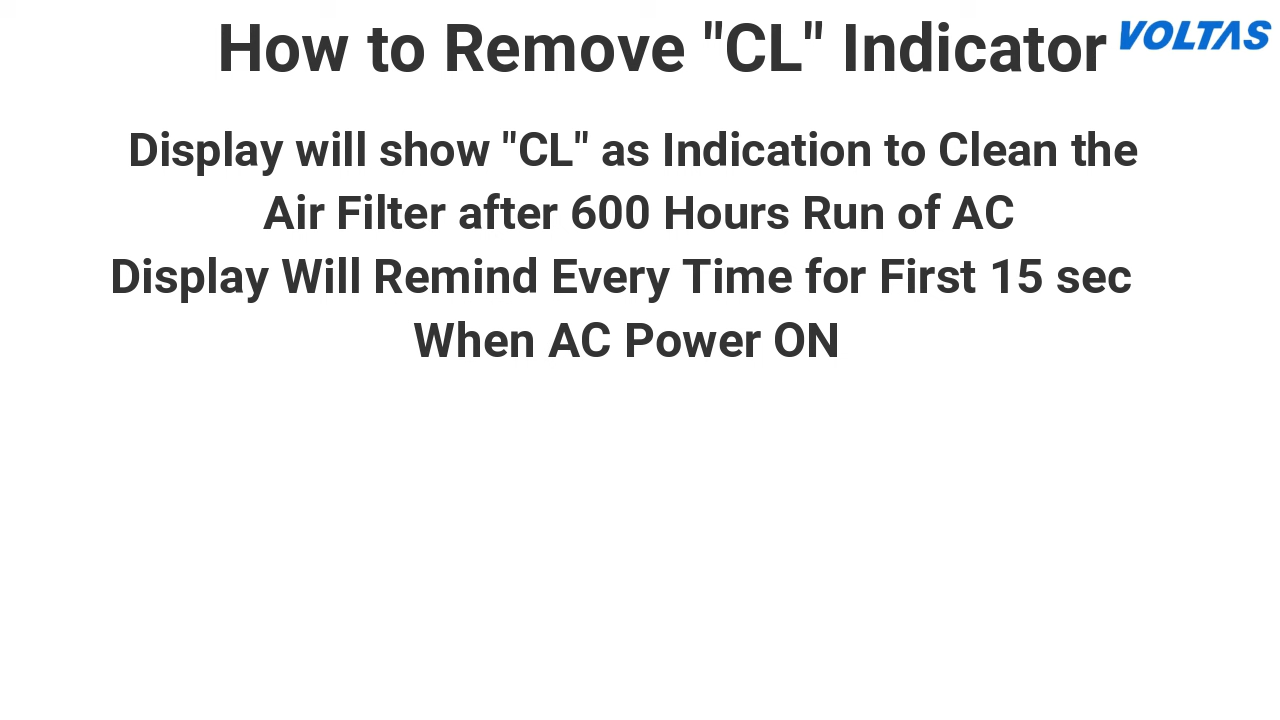 How to Remove "CL" Indicator
VOLTAS
Display will show "CL" as Indication to Clean the
Air Filter after 600 Hours Run of AC
Display Will Remind Every Time for First 15 sec
When AC Power ON